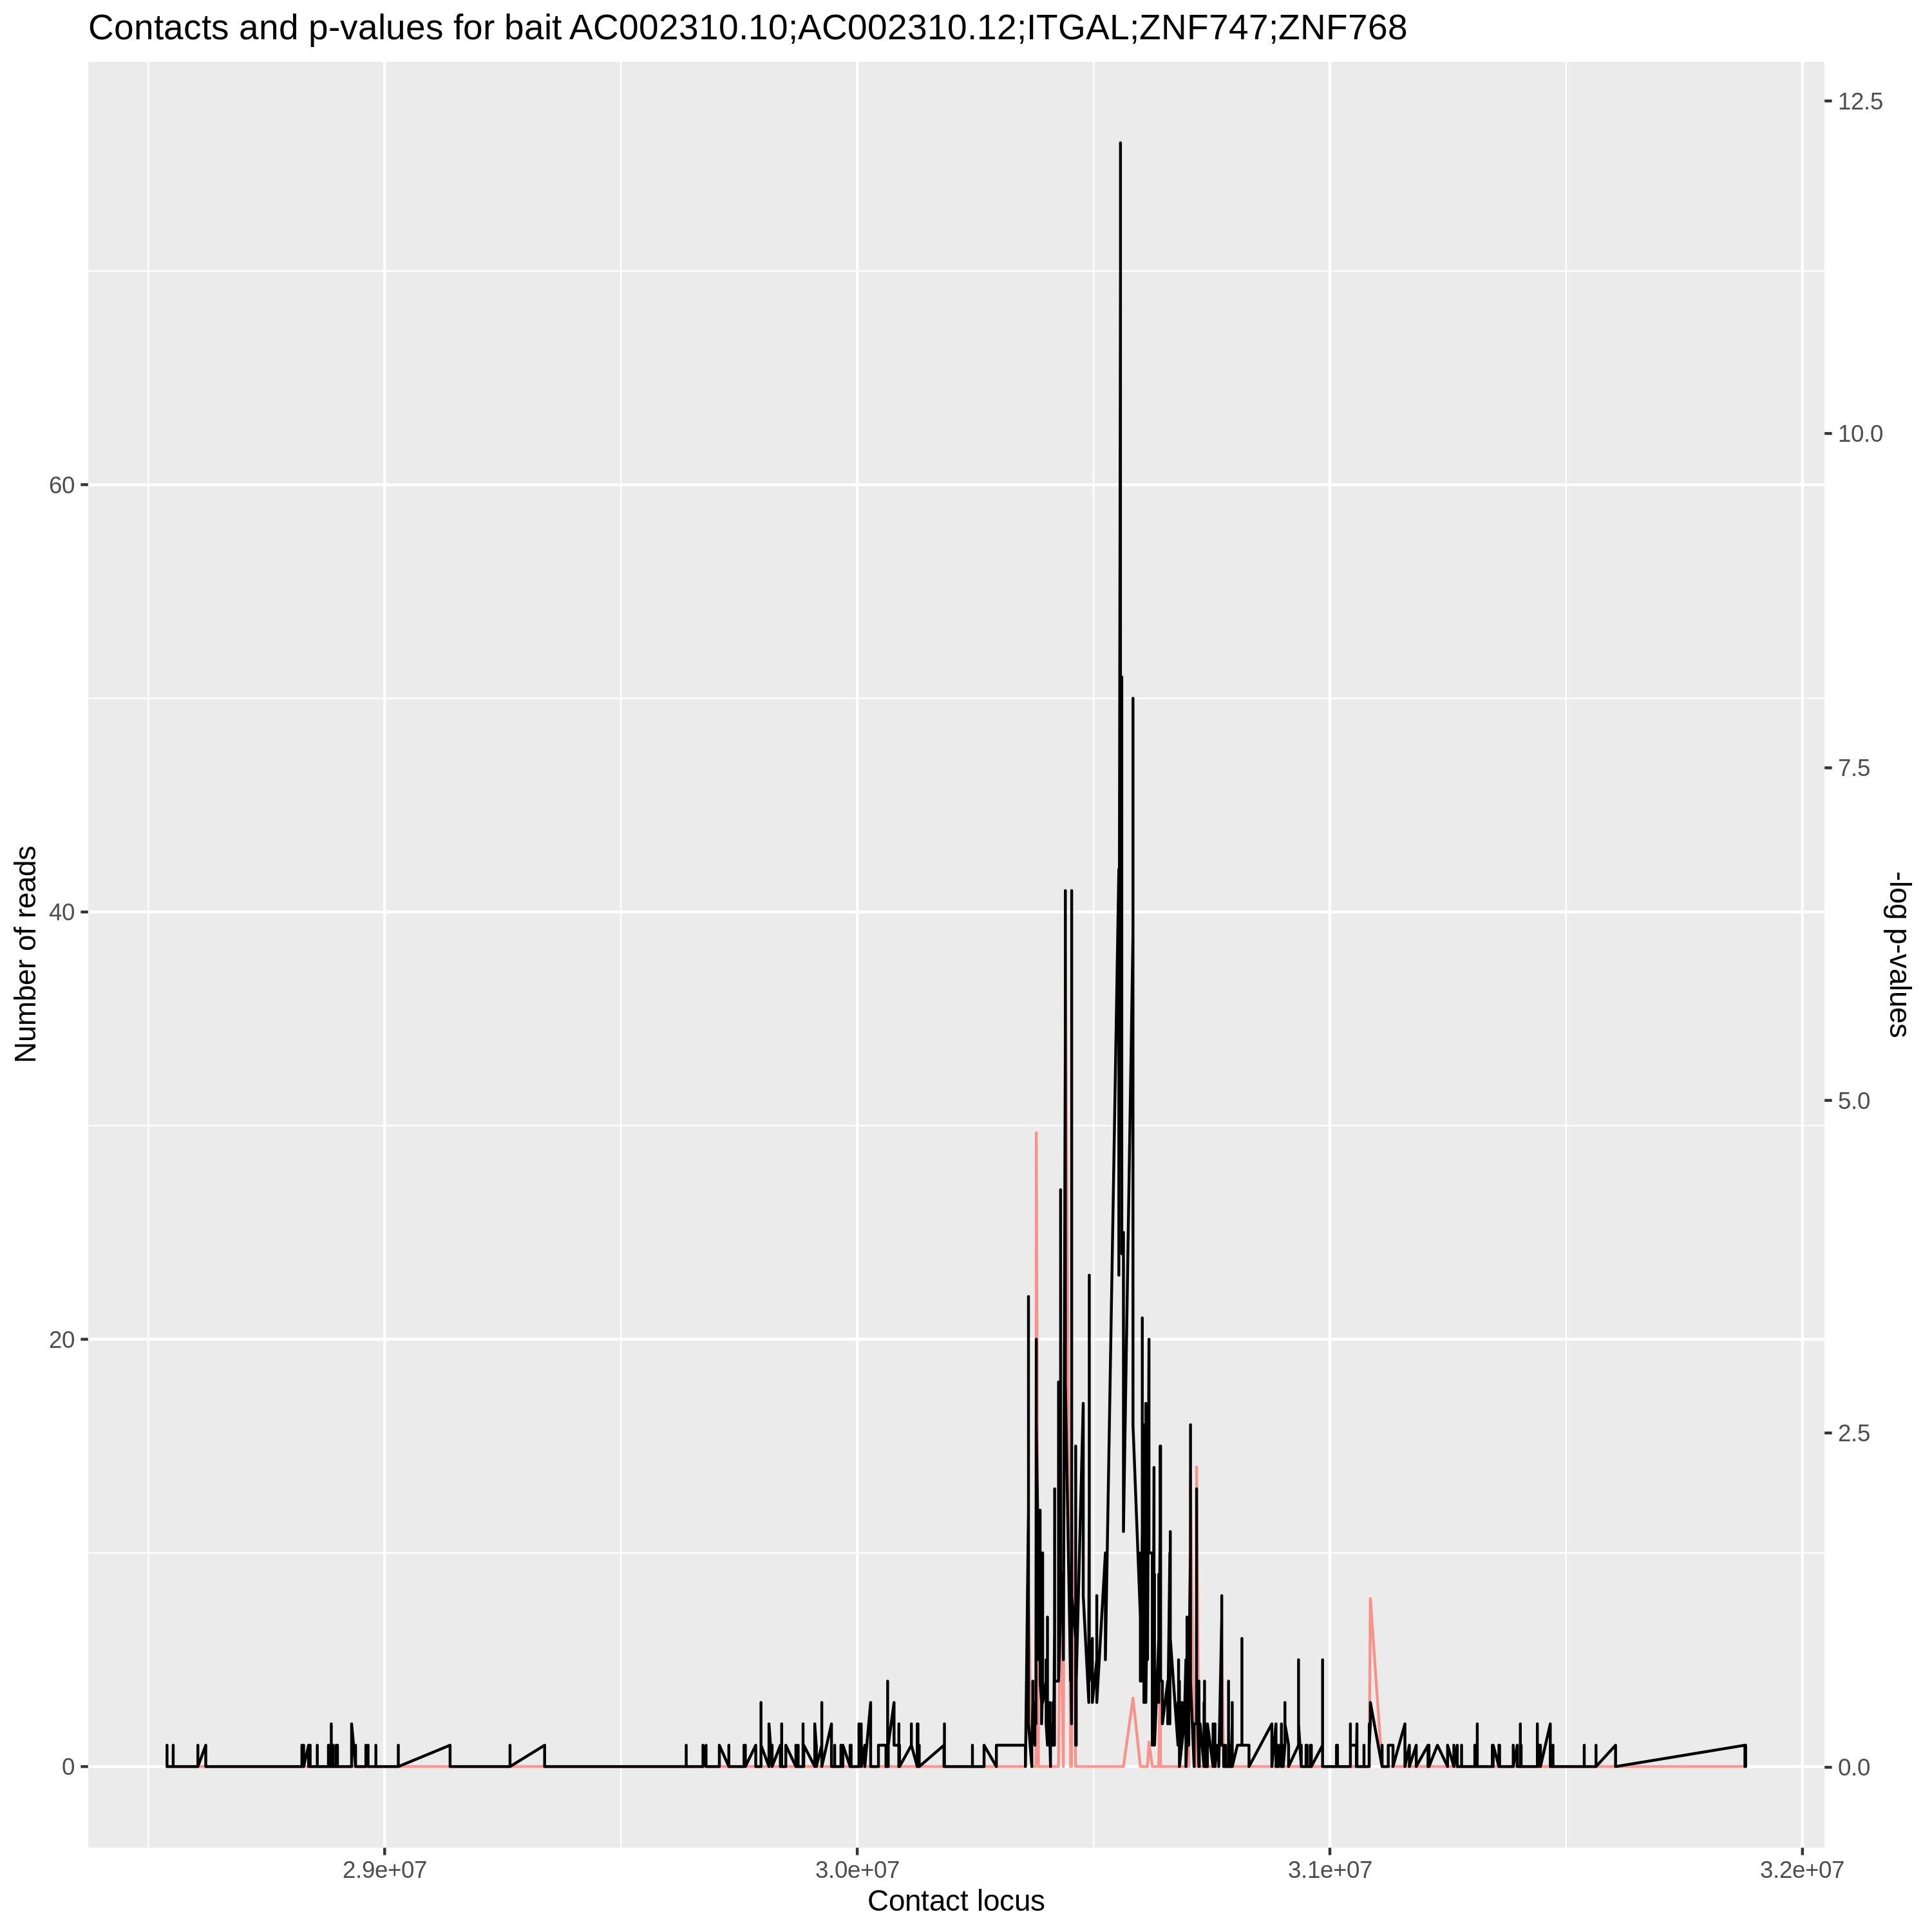 Contacts and p-values for bait AC002310.10;AC002310.12;ITGAL;ZNF747;ZNF768
12.5
10.0
60
7.5
Number of reads
-log p-values
40
5.0
20
2.5
0
0.0
2.9e+07
3.0e+07
3.1e+07
3.2e+07
Contact locus